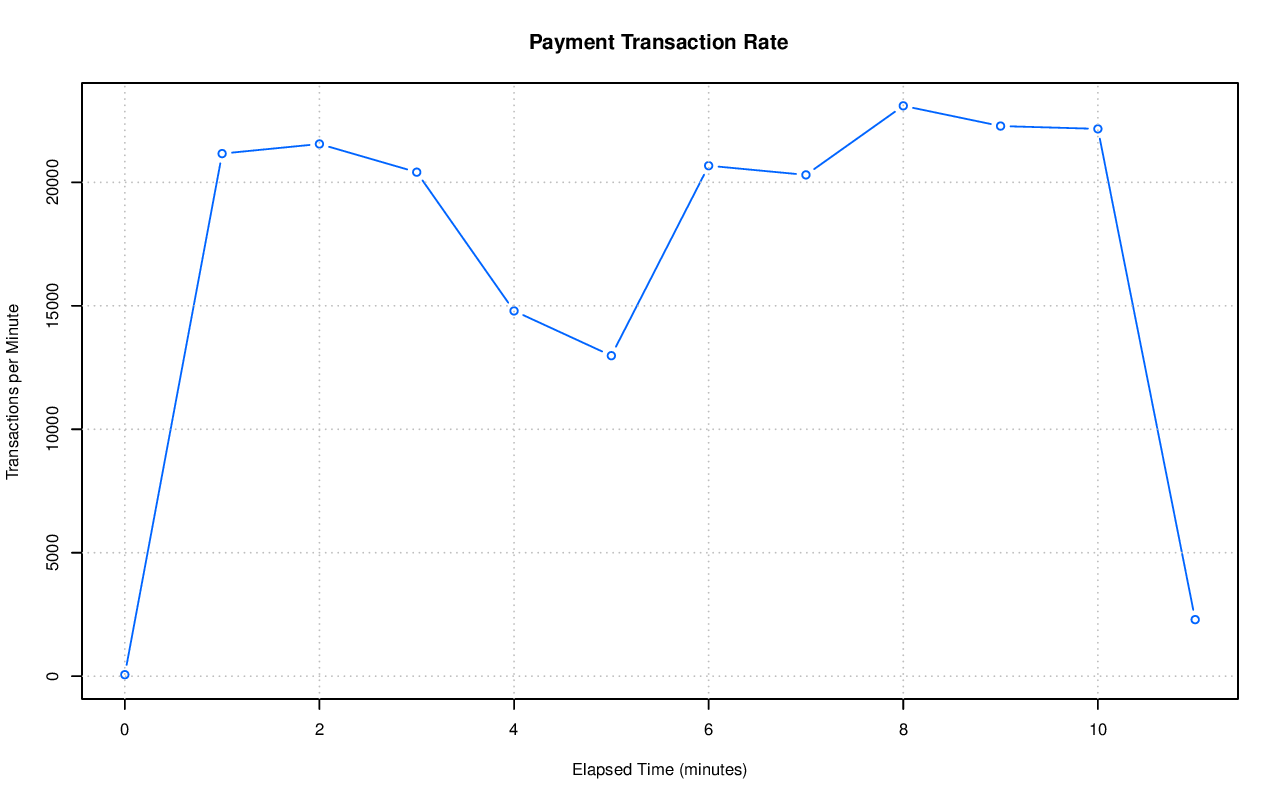 Payment Transaction Rate
Transactions per Minute
20000
15000
10000
5000
0
0 2 4 6 8 10
Elapsed Time (minutes)